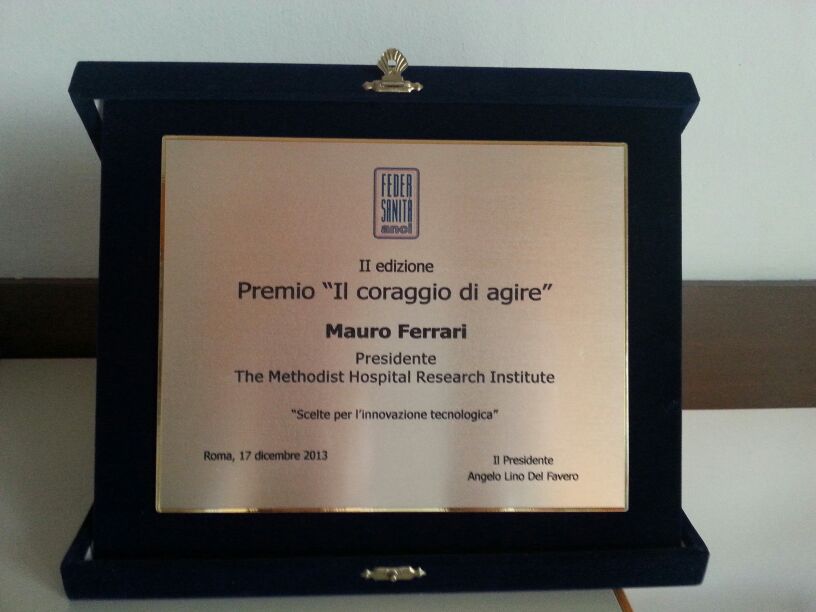 FEDER
SANITÀ
anci
II edizione
Premio “Il coraggio di agire”
Mauro Ferrari
Presidente
The Methodist Hospital Research Institute
“Scelte per l’innovazione tecnologica”
Roma, 17 dicembre 2013
Il Presidente
Angelo Lino Del Favero